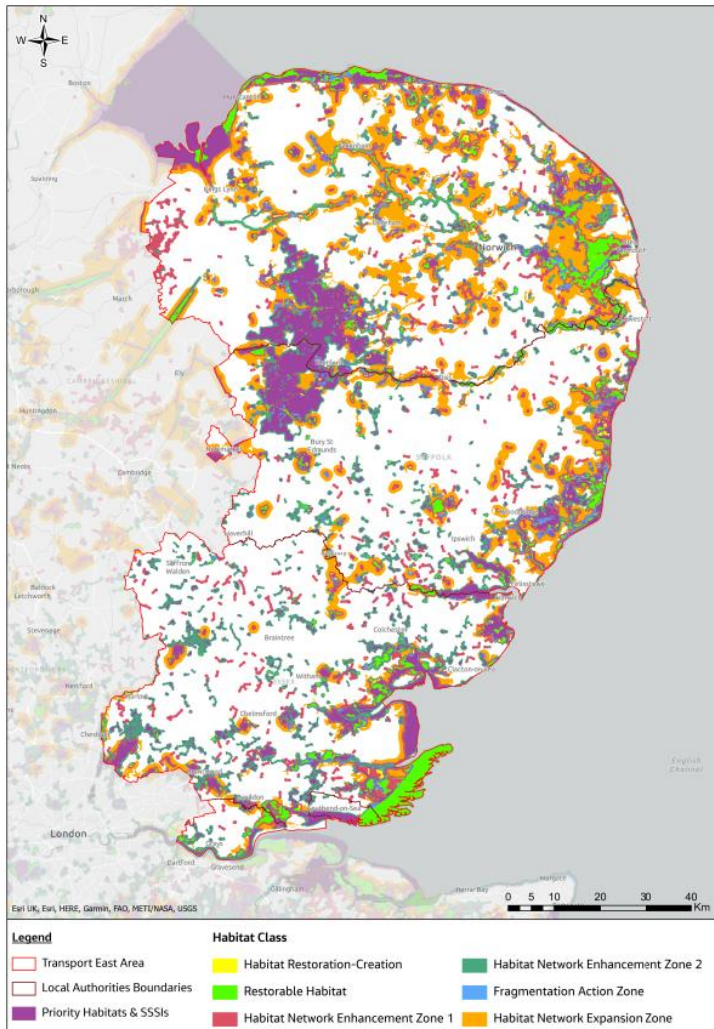 N
W E
S
Boston
Spalding
Kings Lynn
Norwich
March
Ely
Huntingdon
Bury St
Edmunds
SUFFOLK
Cambridge
Haverhill
Ipswich
Saffron
Walden
Baldock
Letchworth
Felixstowe
Stevenage
Braintree
Colchester
Hertford
Witham
Clacton-on-Sea
Chelmsford
English
Channel
Southend-on-Sea
London
Grays
Dartford
Gravesend
Gillingham
Herne Bay
Margate
Esri UK, Esri, HERE, Garmin, FAO, METI/NASA, USGS
0 5 10 20 30 40
Km
Legend
Transport East Area
Local Authorities Boundaries
Priority Habitats & SSSIs
Habitat Class
Habitat Restoration-Creation
Restorable Habitat
Habitat Network Enhancement Zone 1
Habitat Network Enhancement Zone 2
Fragmentation Action Zone
Habitat Network Expansion Zone